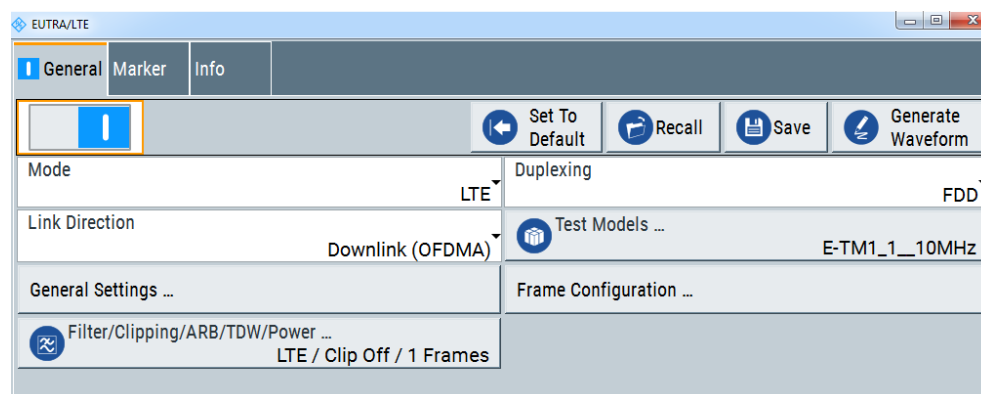 EUTRA/LTE
General Marker Info
Set To
Default
Recall
Save
Generate
Waveform
Mode
LTE
Duplexing
FDD
Link Direction
Downlink (OFDMA)
Test Models ...
E-TM1_1__10MHz
General Settings ...
Frame Configuration ...
Filter/Clipping/ARB/TDW/Power ...
LTE / Clip Off / 1 Frames